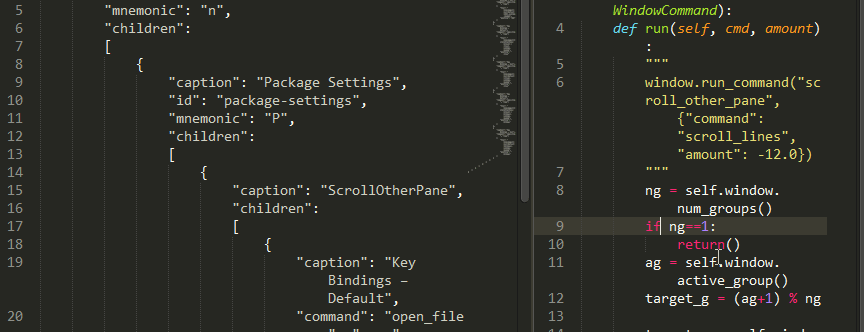 5 "mnemonic": "n",
6 "children":
7 [
8 {
9 "caption": "Package Settings",
10 "id": "package-settings",
11 "mnemonic": "P",
12 "children":
13 [
14 {
15 "caption": "ScrollOtherPane",
16 "children":
17 [
18 {
19 "caption": "Key
Bindings –
Default",
20 "command": "open_file
WindowCommand):
4 def run(self, cmd, amount)
:
5 """
6 window.run_command("sc
roll_other_pane",
{"command":
"scroll_lines",
"amount": -12.0})
7 """
8 ng = self.window.
num_groups()
9 if ng==1:
10 return()
11 ag = self.window.
active_group()
12 target_g = (ag+1) % ng
13